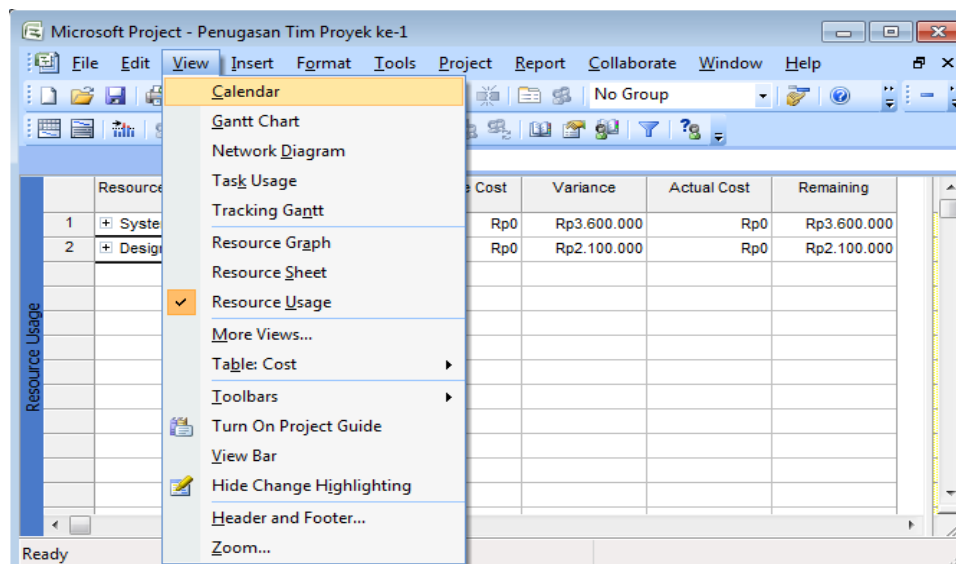 Microsoft Project - Penugasan Tim Proyek ke-1
File Edit View Insert Format Tools Project Report Collaborate Window Help
No Group
Calendar
Gantt Chart
Network Diagram
Task Usage
Tracking Gantt
Resource Graph
Resource Sheet
Resource Usage
More Views...
Table: Cost
Toolbars
Turn On Project Guide
View Bar
Hide Change Highlighting
Header and Footer...
Zoom...
Resource Cost Variance Actual Cost Remaining
1 Rp0 Rp3.600.000 Rp0 Rp3.600.000
2 Rp0 Rp2.100.000 Rp0 Rp2.100.000
Resource Usage
Ready